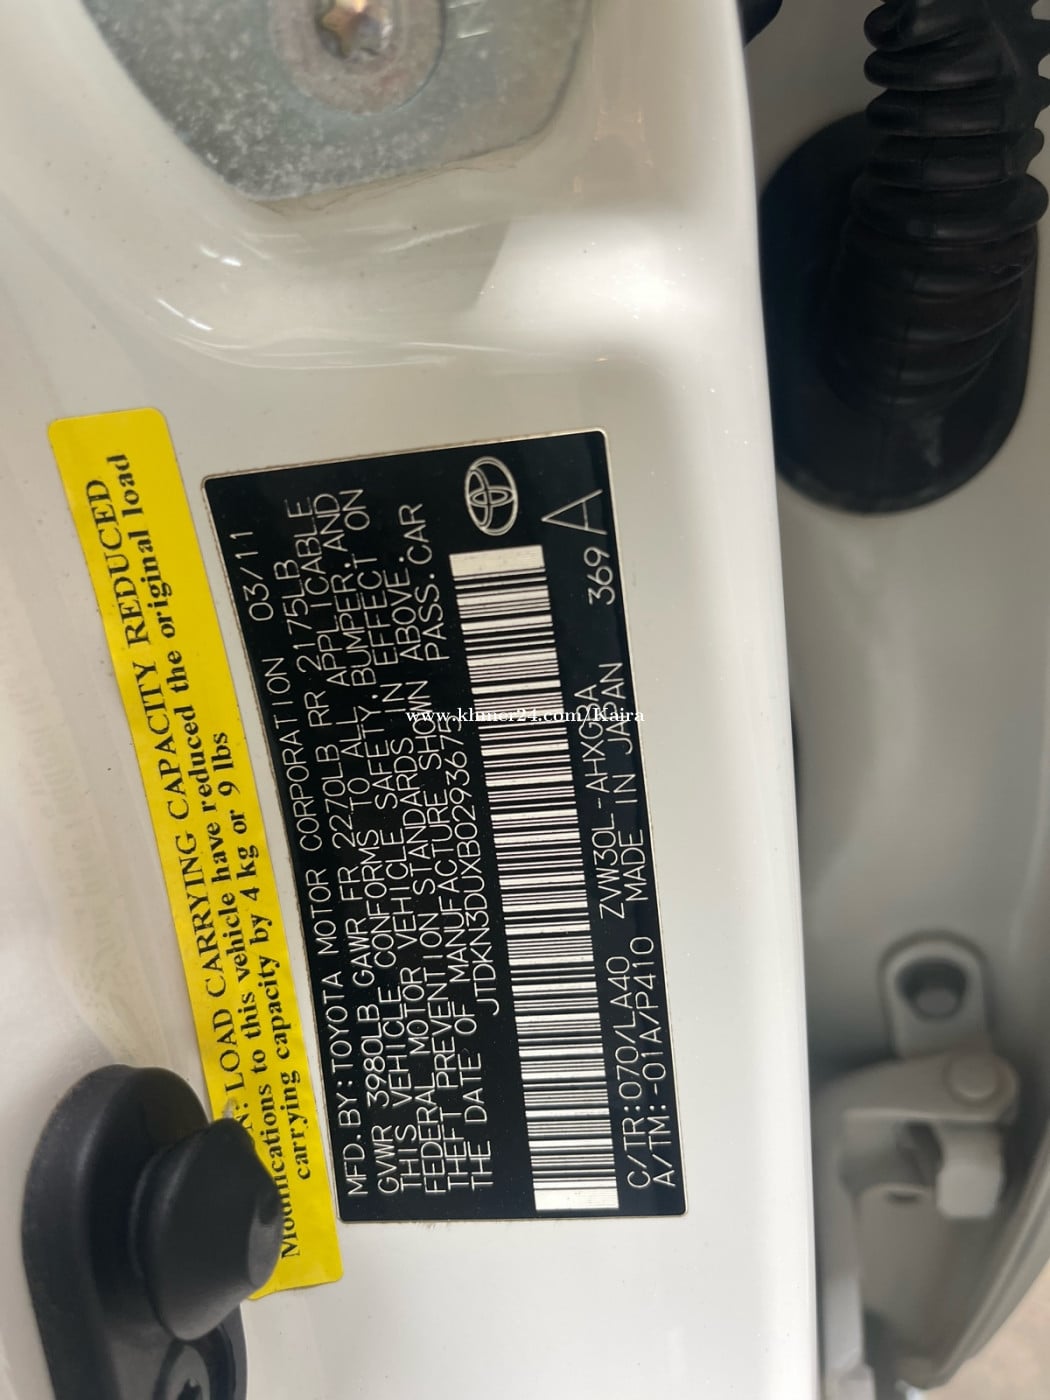 N: LOAD CARRYING CAPACITY REDUCED
Modifications to this vehicle have reduced the original load
carrying capacity by 4 kg or 9 lbs
MFD. BY: TOYOTA MOTOR CORPORATION 03/11
GVWR 3980LB GAWR FR 2270LB RR 2175LB
THIS VEHICLE CONFORMS TO ALL APPLICABLE
FEDERAL MOTOR VEHICLE SAFETY, BUMPER, AND
THEFT PREVENTION STANDARDS IN EFFECT ON
THE DATE OF MANUFACTURE SHOWN ABOVE.
JTDKN3DUXB0293675 PASS. CAR
C/TR: 070/LA40 ZVW30L-AHXGBA 369 A
A/TM: -01A/P410 MADE IN JAPAN
www.khmer24.com/Kaira